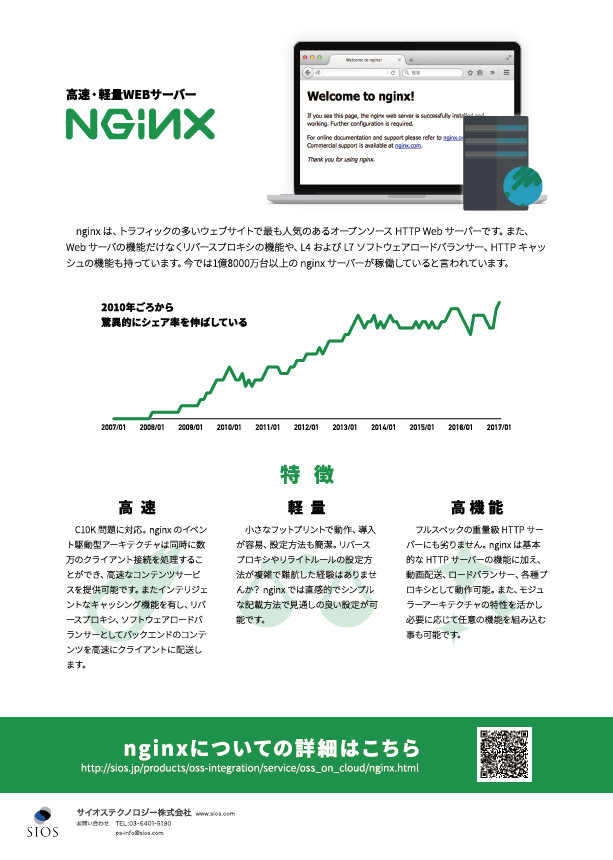 高速・軽量WEBサーバー
NGINX
Welcome to nginx!
検索
Welcome to nginx!
If you see this page, the nginx web server is successfully installed and
working. Further configuration is required.
For online documentation and support please refer to nginx.
Commercial support is available at nginx.com.
Thank you for using nginx.
nginx は、トラフィックの多いウェブサイトで最も人気のあるオープンソース HTTP Web サーバーです。また、
Web サーバの機能だけなくリバースプロキシの機能や、L4 および L7 ソフトウェアロードバランサー、HTTP キャッ
シュの機能も持っています。今では1億8000万台以上の nginx サーバーが稼働していると言われています。
2010年ごろから
驚異的にシェア率を伸ばしている
2007/01 2008/01 2009/01 2010/01 2011/01 2012/01 2013/01 2014/01 2015/01 2016/01 2017/01
特徴
高速
C10K 問題に対応。nginx のイベン
ト駆動型アーキテクチャは同時に数
万のクライアント接続を処理するこ
とができ、高速なコンテンツサービ
スを提供可能です。またインテリジェ
ントなキャッシング機能を有し、リバ
ースプロキシ、ソフトウェアロードバ
ランサーとしてバックエンドのコンテ
ンツを高速にクライアントに配送し
ます。
軽量
小さなフットプリントで動作、導入
が容易、設定方法も簡潔。リバース
プロキシやリライトルールの設定方
法が複雑で難航した経験はありませ
んか? nginx では直感的でシンプル
な記載方法で見通しの良い設定が可
能です。
高機能
フルスペックの重量級 HTTP サー
バーにも劣りません。nginx は基本
的な HTTP サーバーの機能に加え、
動画配送、ロードバランサー、各種プ
ロキシとして動作可能。また、モジュ
ラーアーキテクチャの特性を活かし
必要に応じて任意の機能を組み込む
事も可能です。
nginxについての詳細はこちら
http://sios.jp/products/oss-integration/service/oss_on_cloud/nginx.html
SIOS
サイオステクノロジー株式会社 www.sios.com
お問い合わせ TEL:03-6401-5190
ps-info@sios.com